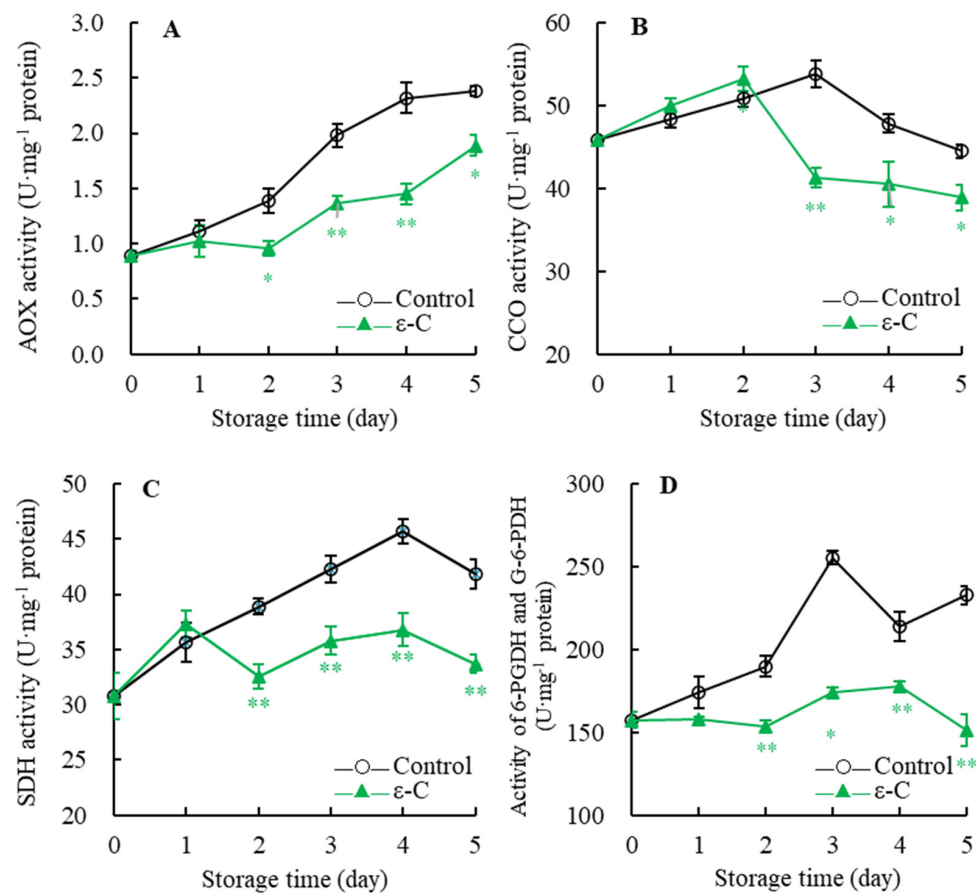 A
AOX activity (U·mg⁻¹ protein)
3.0
2.5
2.0
1.5
1.0
0.5
0.0
*
**
**
*
Control
ε-C
0 1 2 3 4 5
Storage time (day)
B
CCO activity (U·mg⁻¹ protein)
60
50
40
30
20
*
**
*
*
Control
ε-C
0 1 2 3 4 5
Storage time (day)
C
SDH activity (U·mg⁻¹ protein)
50
45
40
35
30
25
20
**
**
**
**
Control
ε-C
0 1 2 3 4 5
Storage time (day)
D
Activity of 6-PGDH and G-6-PDH
(U·mg⁻¹ protein)
300
250
200
150
100
**
*
**
**
Control
ε-C
0 1 2 3 4 5
Storage time (day)